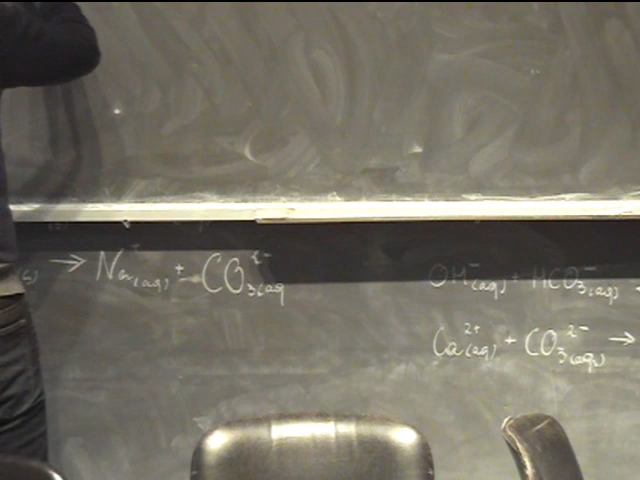 (s) → Na⁺(aq) + CO₃²⁻(aq
OH⁻(aq) + HCO₃⁻(aq) →
Ca²⁺(aq) + CO₃²⁻(aq) →